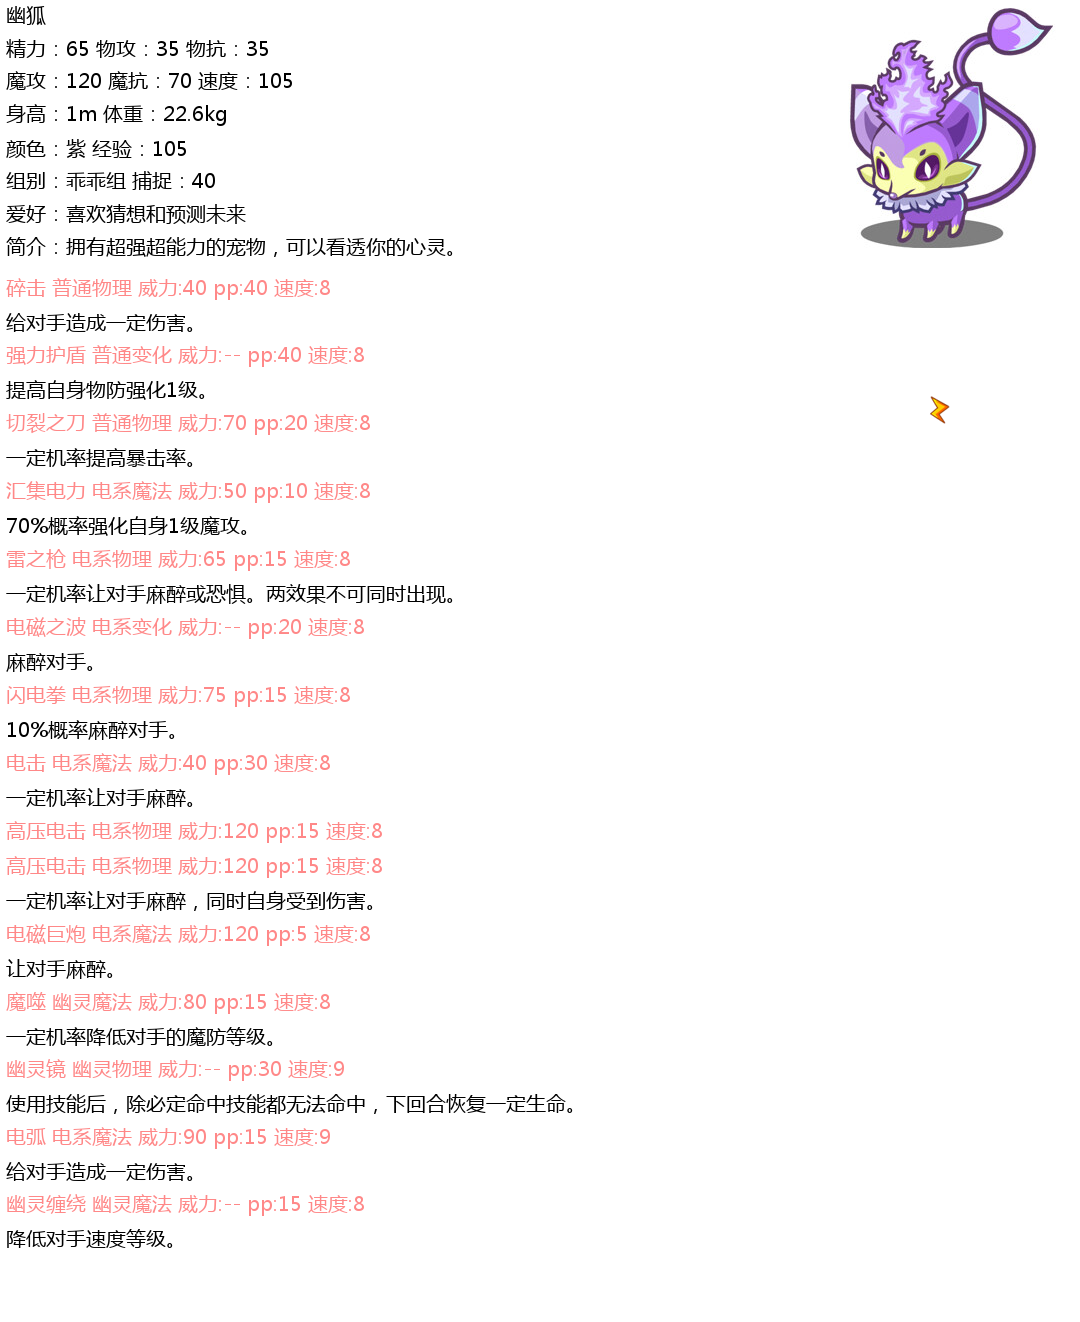 幽狐
精力：65 物攻：35 物抗：35
魔攻：120 魔抗：70 速度：105
身高：1m 体重：22.6kg
颜色：紫 经验：105
组别：乖乖组 捕捉：40
爱好：喜欢猜想和预测未来
简介：拥有超强超能力的宠物，可以看透你的心灵。
碎击 普通物理 威力:40 pp:40 速度:8
给对手造成一定伤害。
强力护盾 普通变化 威力:-- pp:40 速度:8
提高自身物防强化1级。
切裂之刀 普通物理 威力:70 pp:20 速度:8
一定机率提高暴击率。
汇集电力 电系魔法 威力:50 pp:10 速度:8
70%概率强化自身1级魔攻。
雷之枪 电系物理 威力:65 pp:15 速度:8
一定机率让对手麻醉或恐惧。两效果不可同时出现。
电磁之波 电系变化 威力:-- pp:20 速度:8
麻醉对手。
闪电拳 电系物理 威力:75 pp:15 速度:8
10%概率麻醉对手。
电击 电系魔法 威力:40 pp:30 速度:8
一定机率让对手麻醉。
高压电击 电系物理 威力:120 pp:15 速度:8
高压电击 电系物理 威力:120 pp:15 速度:8
一定机率让对手麻醉，同时自身受到伤害。
电磁巨炮 电系魔法 威力:120 pp:5 速度:8
让对手麻醉。
魔噬 幽灵魔法 威力:80 pp:15 速度:8
一定机率降低对手的魔防等级。
幽灵镜 幽灵物理 威力:-- pp:30 速度:9
使用技能后，除必定命中技能都无法命中，下回合恢复一定生命。
电弧 电系魔法 威力:90 pp:15 速度:9
给对手造成一定伤害。
幽灵缠绕 幽灵魔法 威力:-- pp:15 速度:8
降低对手速度等级。